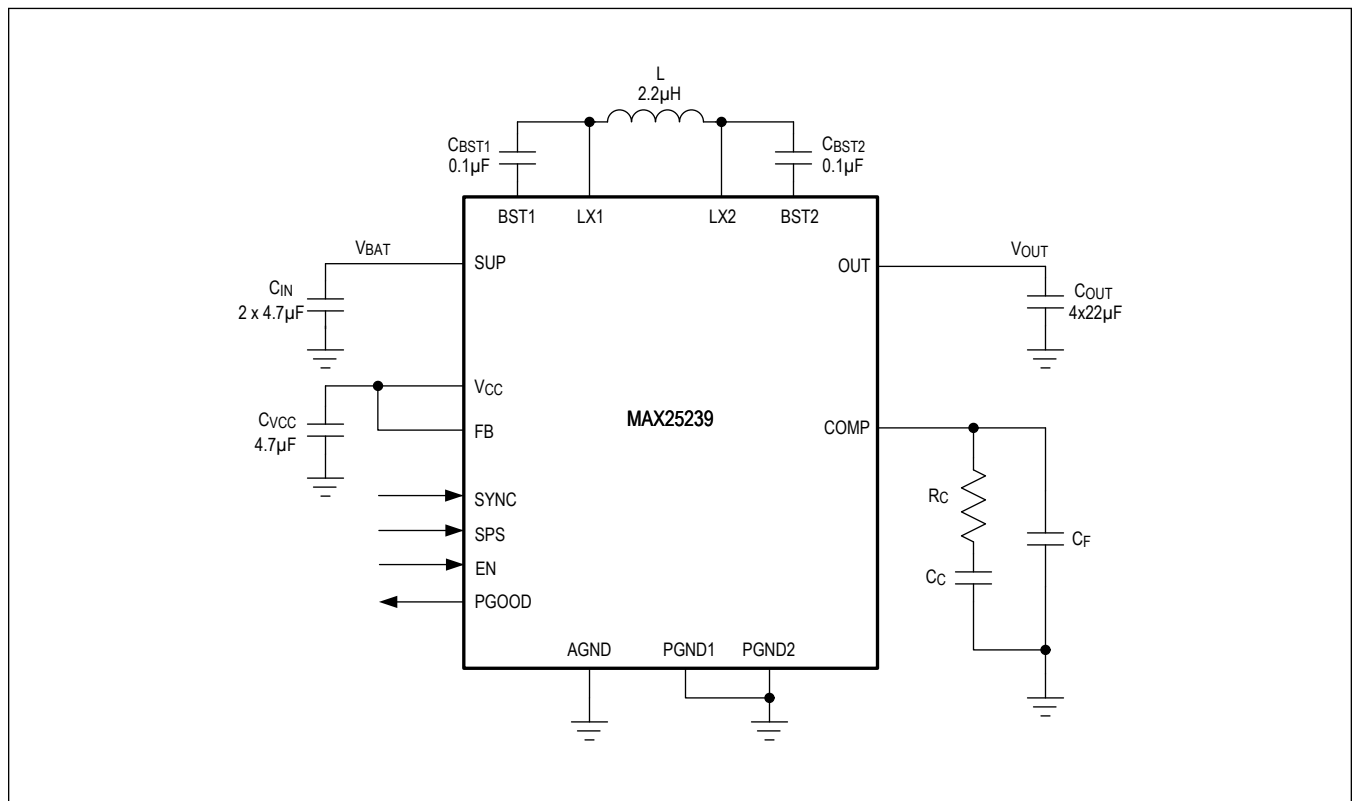 L
2.2µH
CBST1
0.1µF
CBST2
0.1µF
BST1
LX1
LX2
BST2
VBAT
SUP
OUT
VOUT
CIN
2 x 4.7µF
COUT
4x22µF
VCC
CVCC
4.7µF
FB
MAX25239
COMP
SYNC
RC
SPS
CF
EN
CC
PGOOD
AGND
PGND1
PGND2